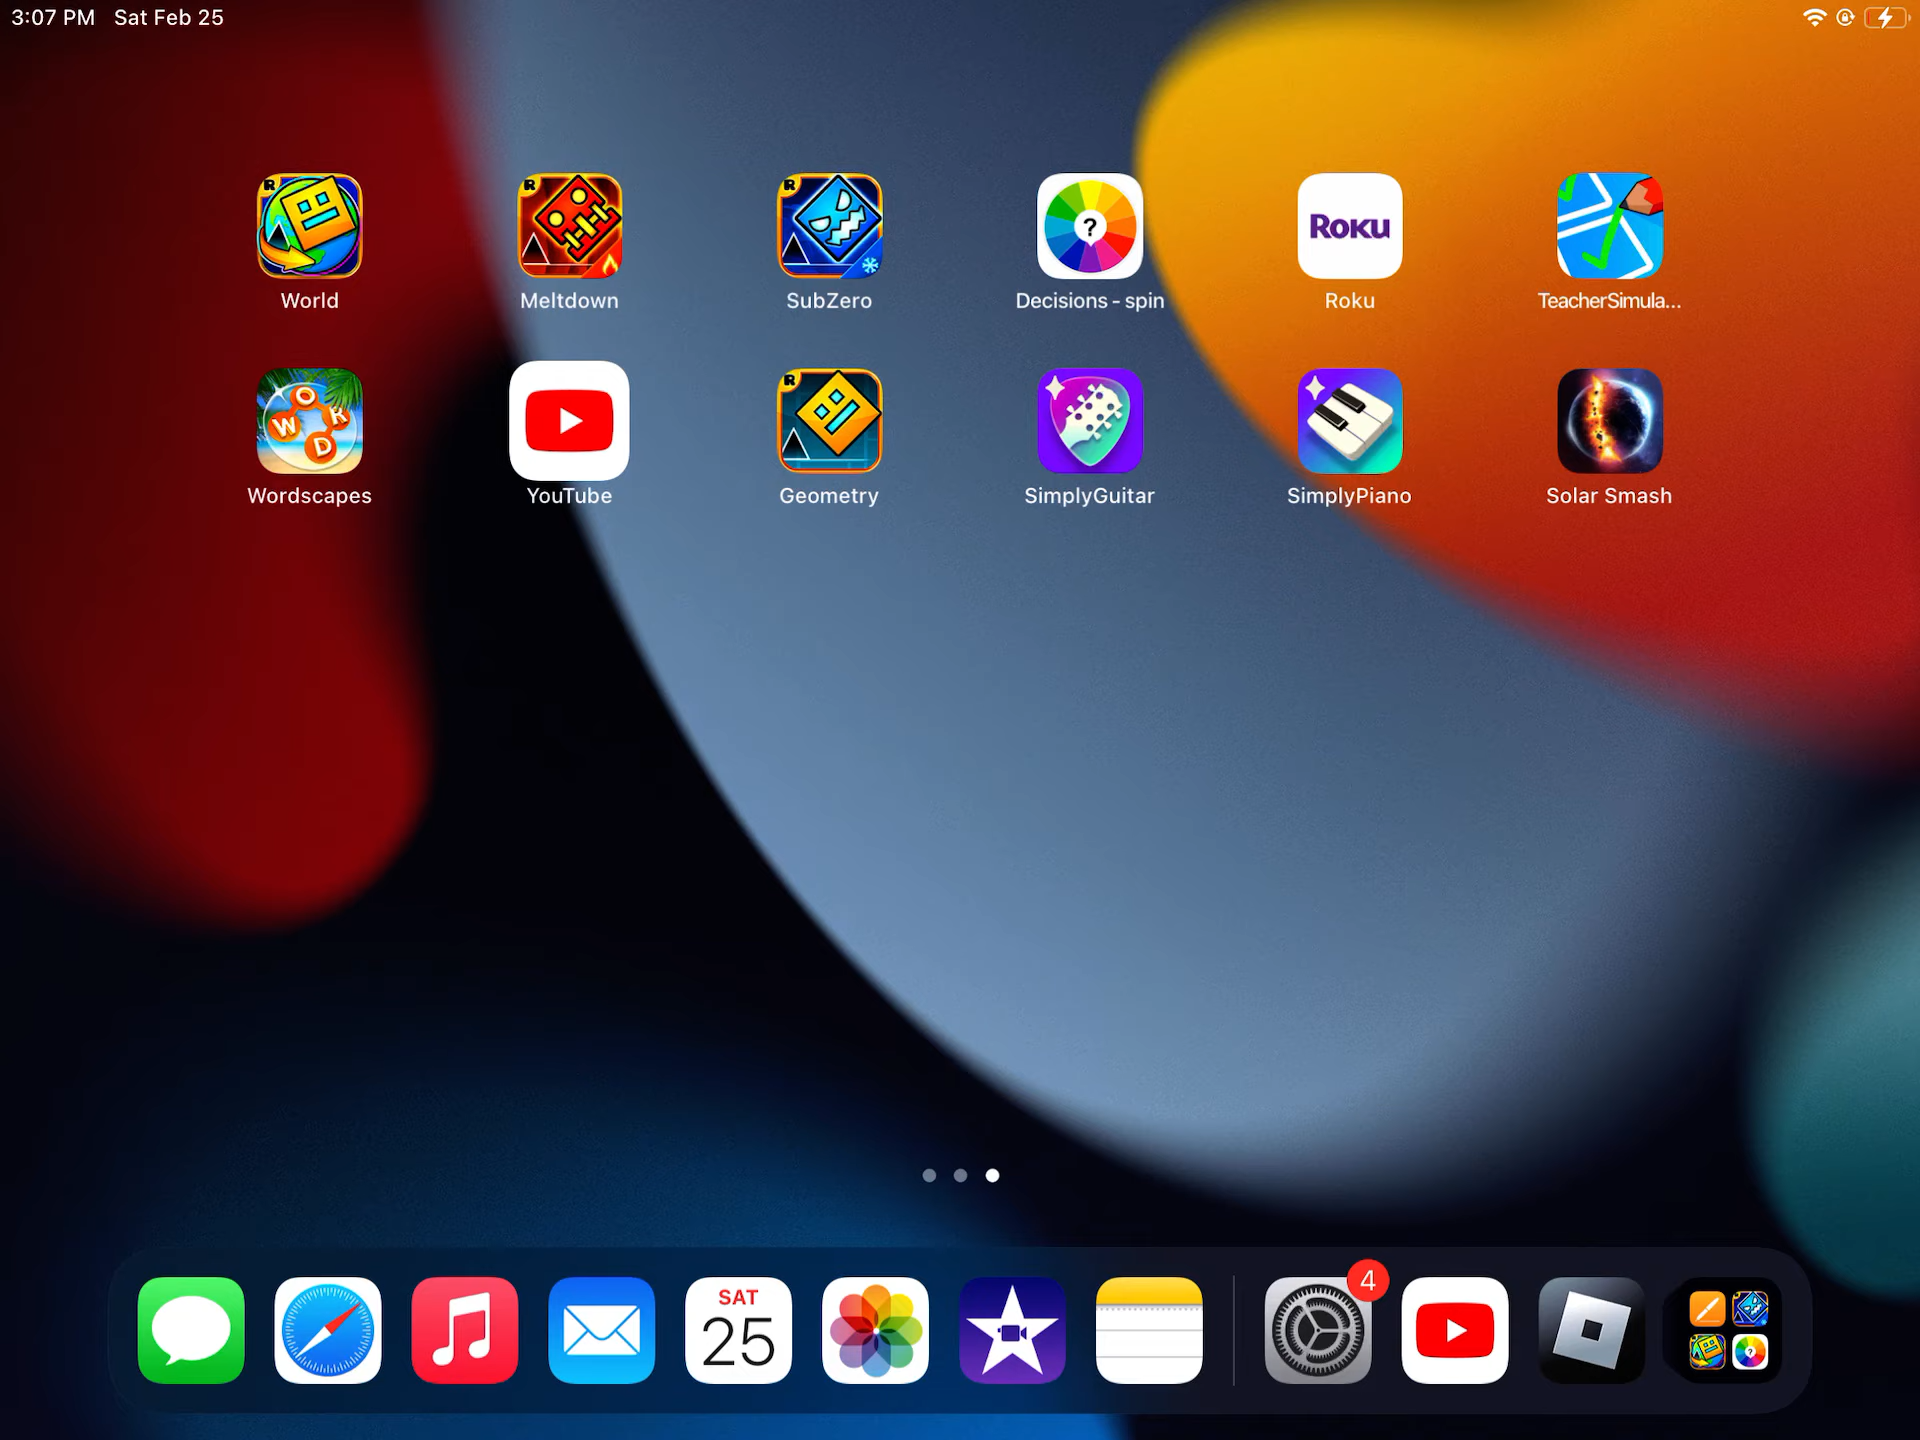 3:07 PM Sat Feb 25
R R R ? Roku
World Meltdown SubZero Decisions - spin Roku TeacherSimula...
W O R D R
Wordscapes YouTube Geometry SimplyGuitar SimplyPiano Solar Smash
4
SAT
25
?